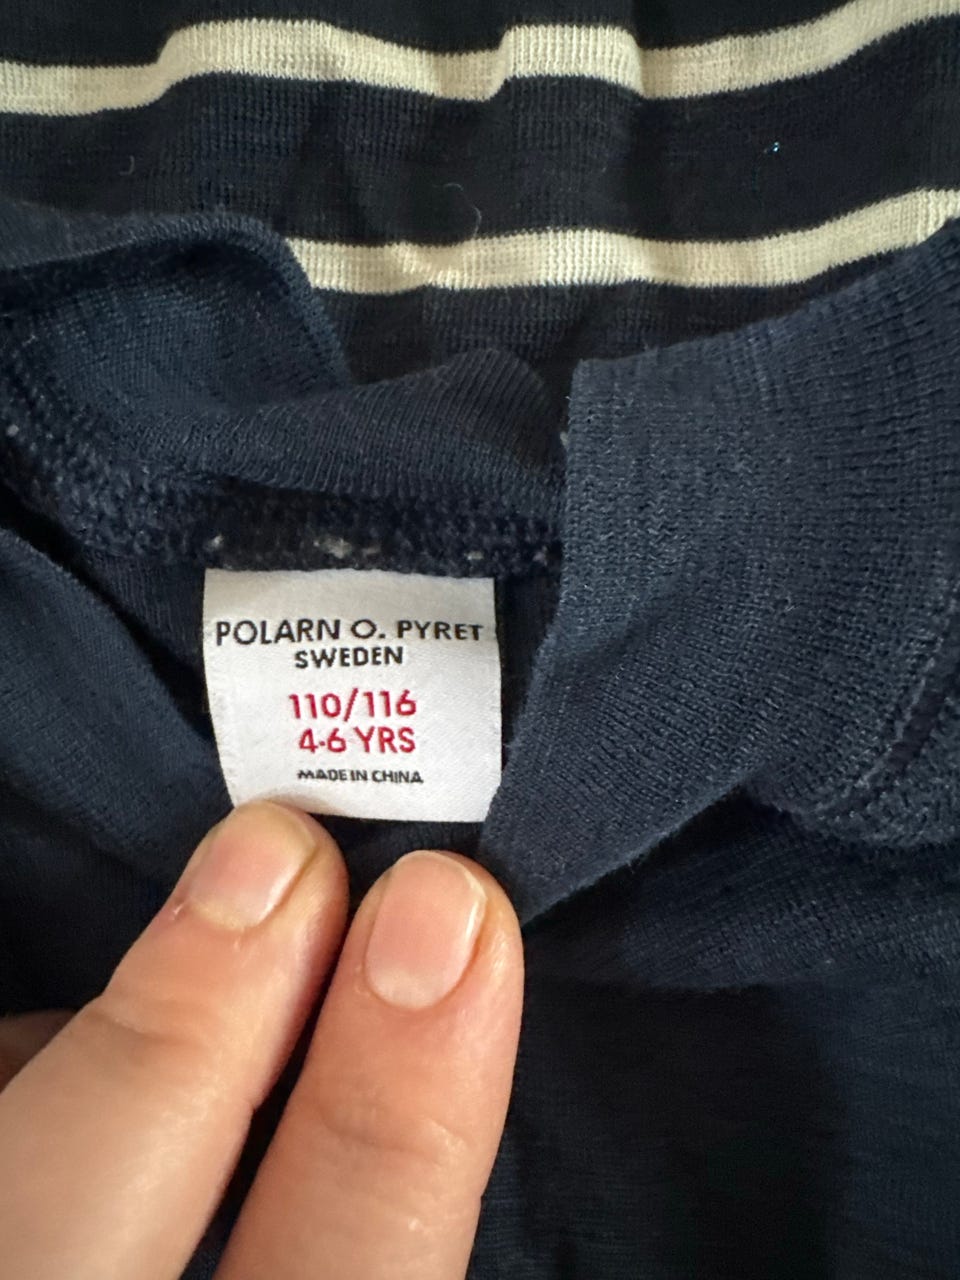 POLARN O. PYRET
SWEDEN
110/116
4-6 YRS
MADE IN CHINA